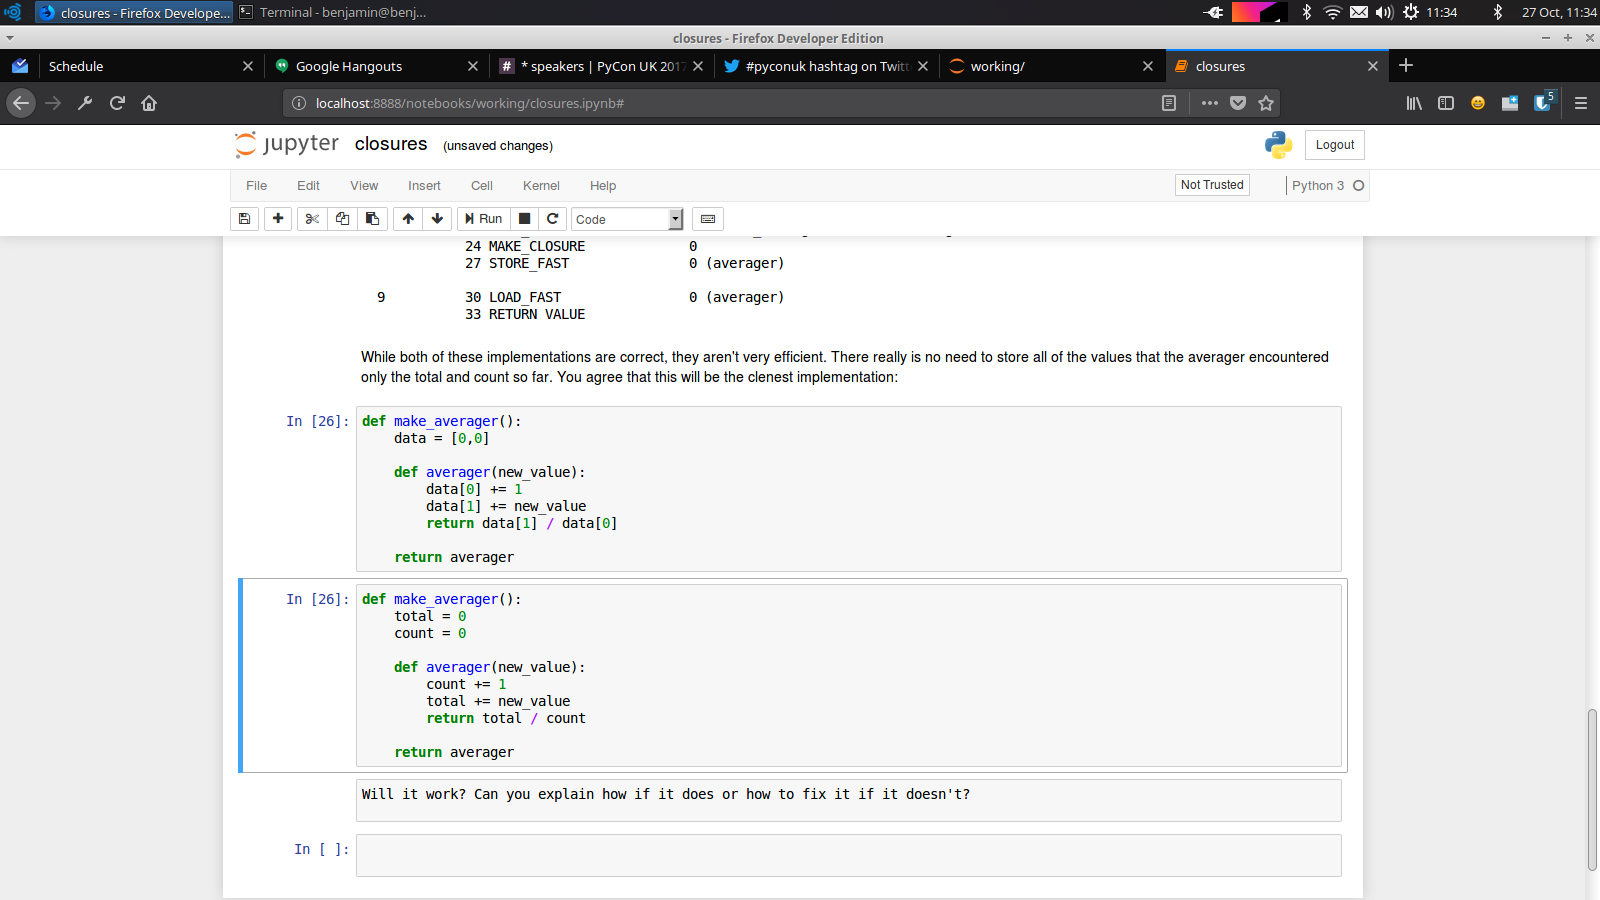 closures - Firefox Develope...
Terminal - benjamin@benj...
11:34
27 Oct, 11:34
closures - Firefox Developer Edition
Schedule
Google Hangouts
* speakers | PyCon UK 2017
#pyconuk hashtag on Twitt
working/
closures
localhost:8888/notebooks/working/closures.ipynb#
5
jupyter closures (unsaved changes)
Logout
File Edit View Insert Cell Kernel Help
Not Trusted
Python 3
Run
Code
24 MAKE_CLOSURE 0
27 STORE_FAST 0 (averager)
9 30 LOAD_FAST 0 (averager)
33 RETURN_VALUE
While both of these implementations are correct, they aren't very efficient. There really is no need to store all of the values that the averager encountered
only the total and count so far. You agree that this will be the clenest implementation:
In [26]: def make_averager():
data = [0,0]
def averager(new_value):
data[0] += 1
data[1] += new_value
return data[1] / data[0]
return averager
In [26]: def make_averager():
total = 0
count = 0
def averager(new_value):
count += 1
total += new_value
return total / count
return averager
Will it work? Can you explain how if it does or how to fix it if it doesn't?
In [ ]: